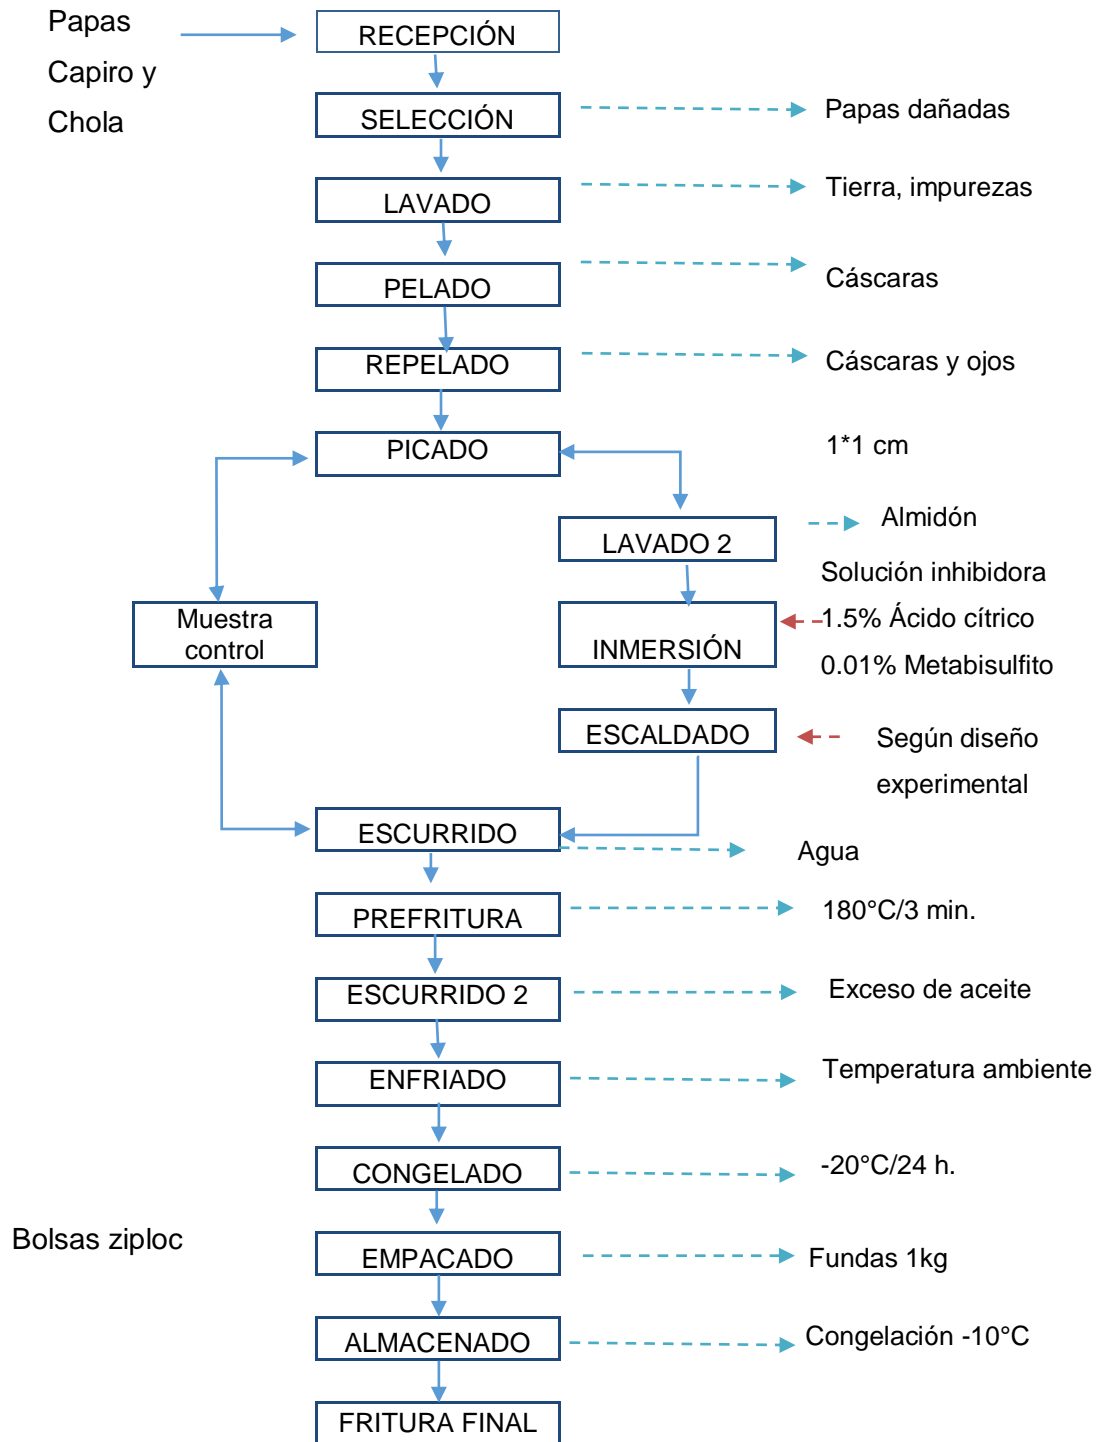 Papas
Capiro y
Chola
RECEPCIÓN
SELECCIÓN
Papas dañadas
LAVADO
Tierra, impurezas
PELADO
Cáscaras
REPELADO
Cáscaras y ojos
PICADO
1*1 cm
LAVADO 2
Almidón
Muestra
control
INMERSIÓN
Solución inhibidora
1.5% Ácido cítrico
0.01% Metabisulfito
ESCALDADO
Según diseño
experimental
ESCURRIDO
Agua
PREFRITURA
180°C/3 min.
ESCURRIDO 2
Exceso de aceite
ENFRIADO
Temperatura ambiente
CONGELADO
-20°C/24 h.
Bolsas ziploc
EMPACADO
Fundas 1kg
ALMACENADO
Congelación -10°C
FRITURA FINAL